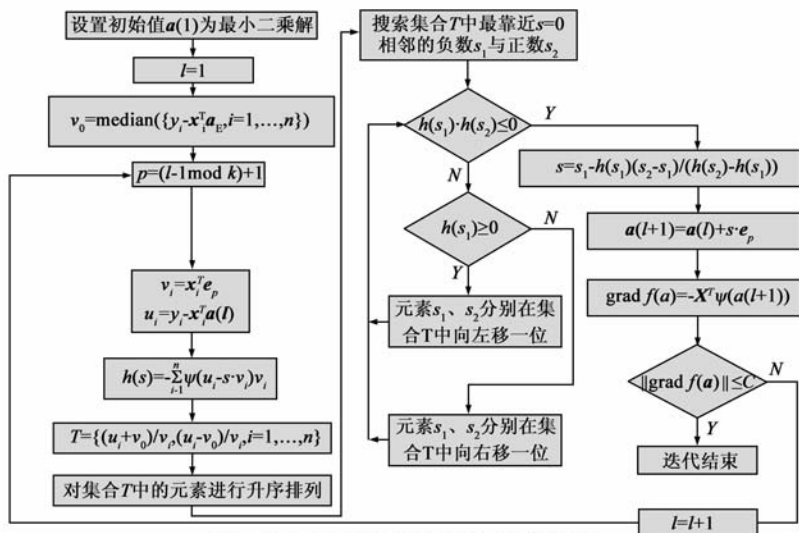 设置初始值a(1)为最小二乘解
l=1
v₀=median({yᵢ-x₁ᵀa_E,i=1,…,n})
p=(l-1mod k)+1
vᵢ=xᵢᵀeₚ
uᵢ=yᵢ-xᵢᵀa(l)
h(s)=-Σⁿᵢ₋₁ψ(uᵢ-s·vᵢ)vᵢ
T={(uᵢ+v₀)/vᵢ,(uᵢ-v₀)/vᵢ,i=1,…,n}
对集合T中的元素进行升序排列
搜索集合T中最靠近s=0
相邻的负数s₁与正数s₂
h(s₁)·h(s₂)≤0
Y
N
h(s₁)≥0
N
Y
元素s₁、s₂分别在集
合T中向左移一位
元素s₁、s₂分别在集
合T中向右移一位
s=s₁-h(s₁)(s₂-s₁)/(h(s₂)-h(s₁))
a(l+1)=a(l)+s·eₚ
grad f(a)=-Xᵀψ(a(l+1))
‖grad f(a)‖≤C
N
Y
迭代结束
l=l+1